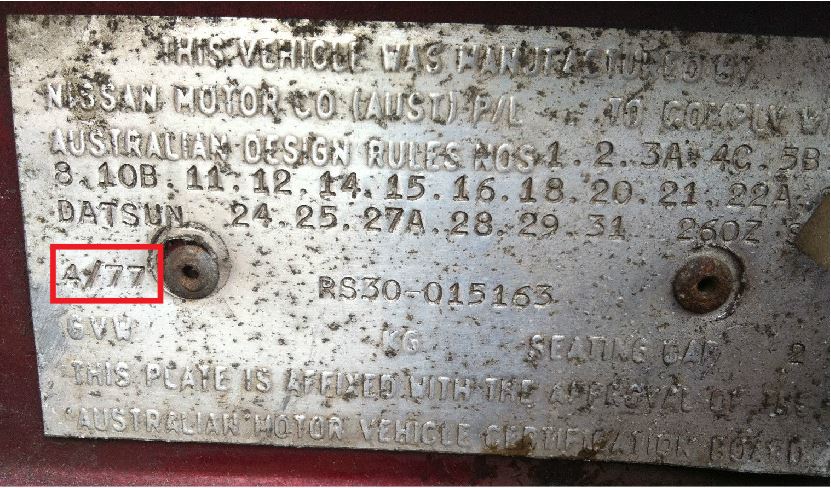 THIS VEHICLE WAS MANUFACTURED BY
NISSAN MOTOR CO (AUST) P/L TO COMPLY W
AUSTRALIAN DESIGN RULES NOS 1.2.3A.4C.5B
8.10B.11.12.14.15.16.18.20.21.22A.
DATSUN 24.25.27A.28.29.31 260Z
4/77 RS30-015163
GVW KG SEATING CAP 2
THIS PLATE IS AFFIXED WITH THE APPROVAL OF THE
AUSTRALIAN MOTOR VEHICLE CERTIFICATION BOARD